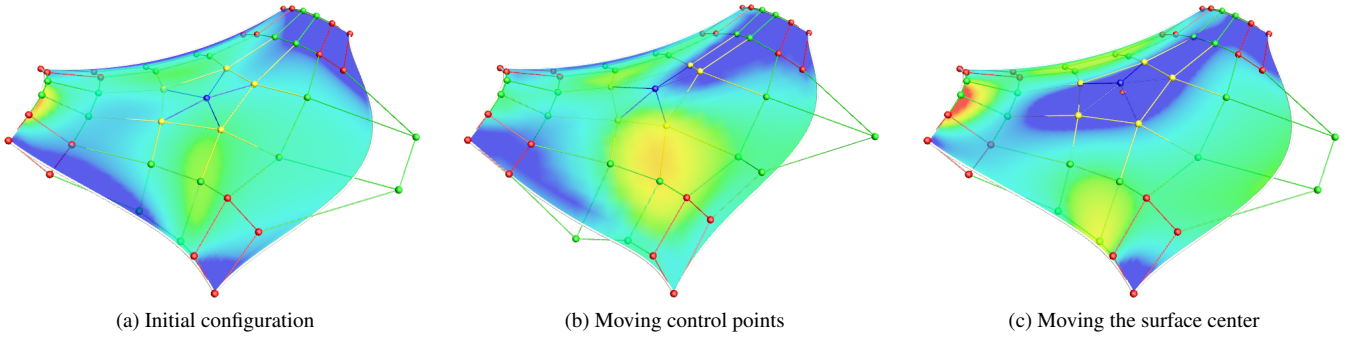 (a) Initial configuration
(b) Moving control points
(c) Moving the surface center